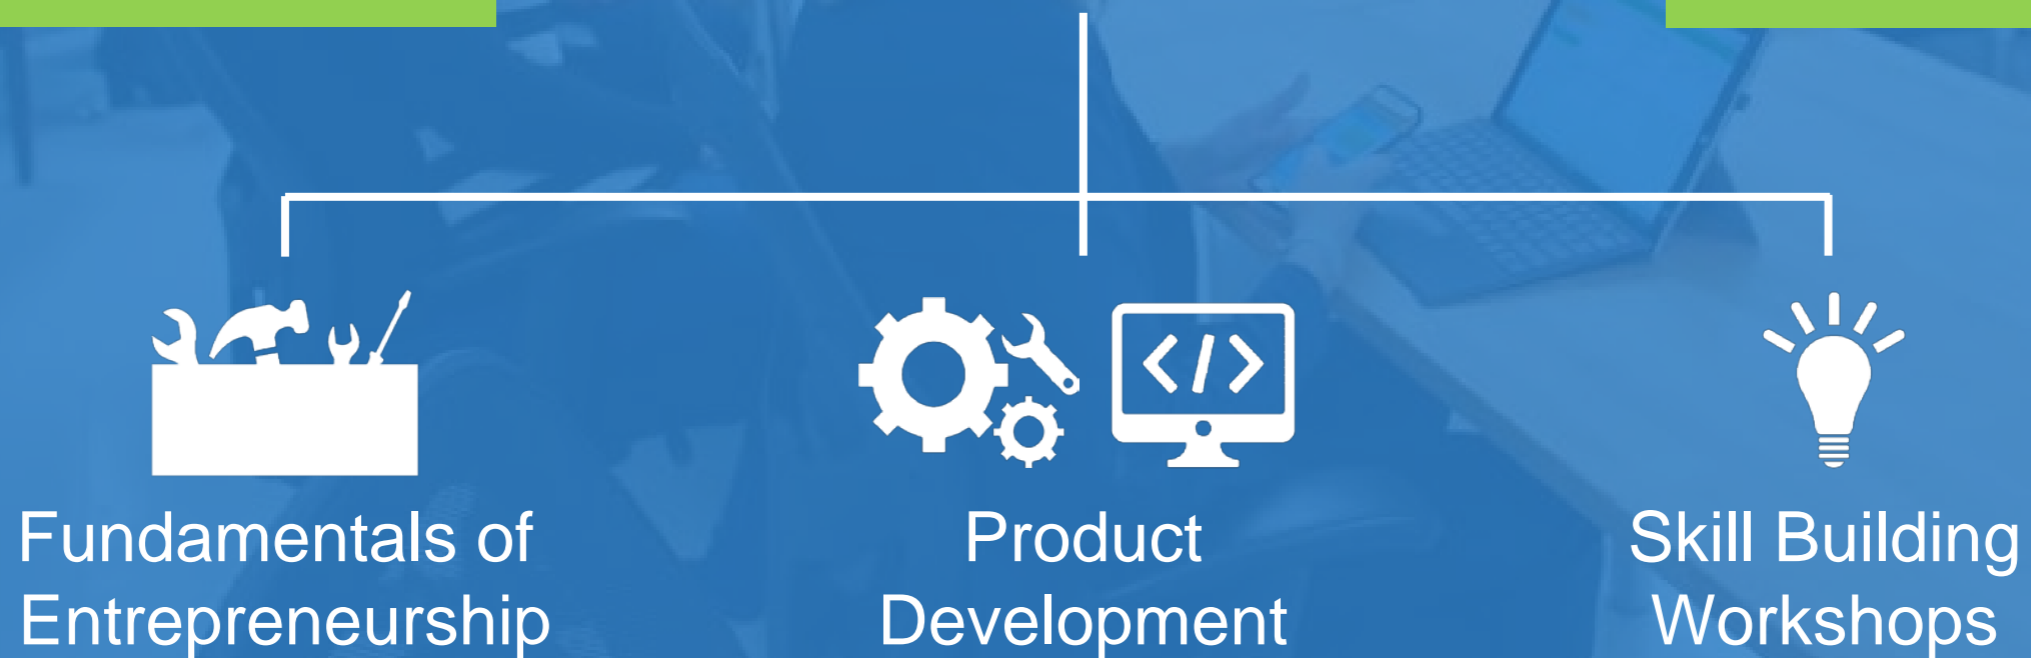 Fundamentals of
Entrepreneurship
Product
Development
Skill Building
Workshops